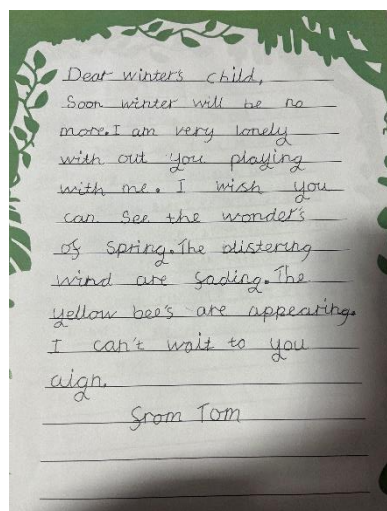 Dear winter's child,
Soon winter will be no
more. I am very lonely
with out you playing
with me. I wish you
can see the wonder's
of spring. The blistering
wind are fading. The
yellow bee's are appearing.
I can't wait to you
aign.
from Tom